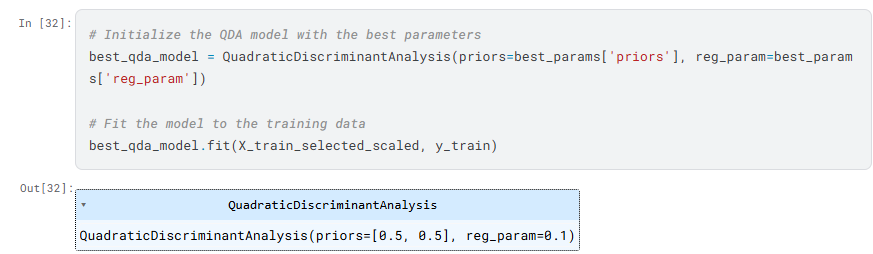 In [32]:
# Initialize the QDA model with the best parameters
best_qda_model = QuadraticDiscriminantAnalysis(priors=best_params['priors'], reg_param=best_param
s['reg_param'])
# Fit the model to the training data
best_qda_model.fit(X_train_selected_scaled, y_train)
Out[32]:
QuadraticDiscriminantAnalysis
QuadraticDiscriminantAnalysis(priors=[0.5, 0.5], reg_param=0.1)